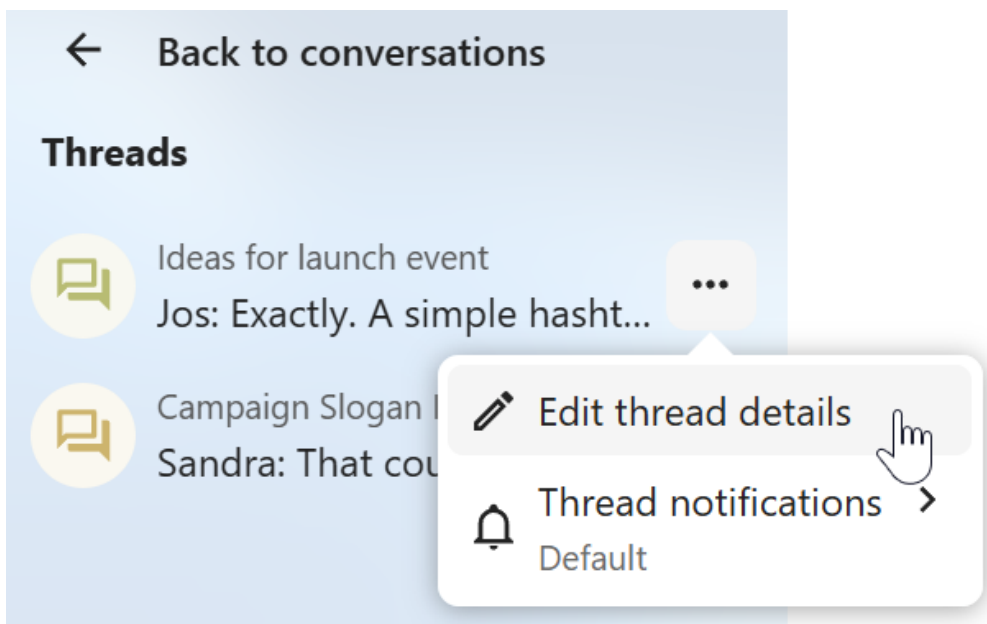 Back to conversations
Threads
Ideas for launch event
Jos: Exactly. A simple hasht...
Campaign Slogan
Sandra: That cou
Edit thread details
Thread notifications
Default